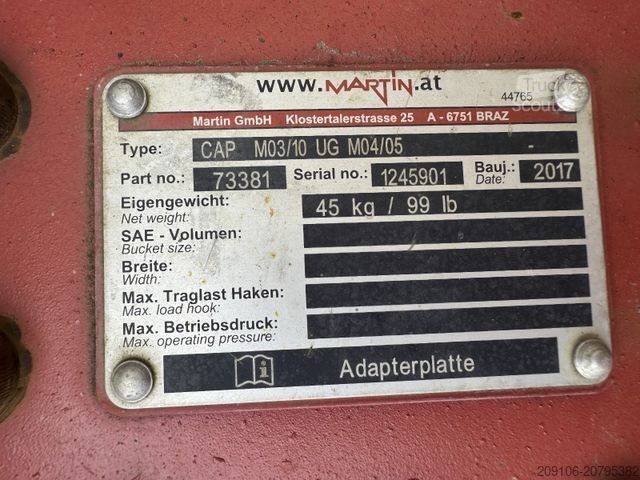 www.MARTIN.at
44765
Truck
Scout
Martin GmbH Klostertalerstrasse 25 A - 6751 BRAZ
Type: CAP M03/10 UG M04/05 -
Part no.: 73381 Serial no.: 1245901 Bauj.: 2017
Date:
Eigengewicht: 45 kg / 99 lb
Net weight:
SAE - Volumen:
Bucket size:
Breite:
Width:
Max. Traglast Haken:
Max. load hook:
Max. Betriebsdruck:
Max. operating pressure:
Adapterplatte
209106-20795382